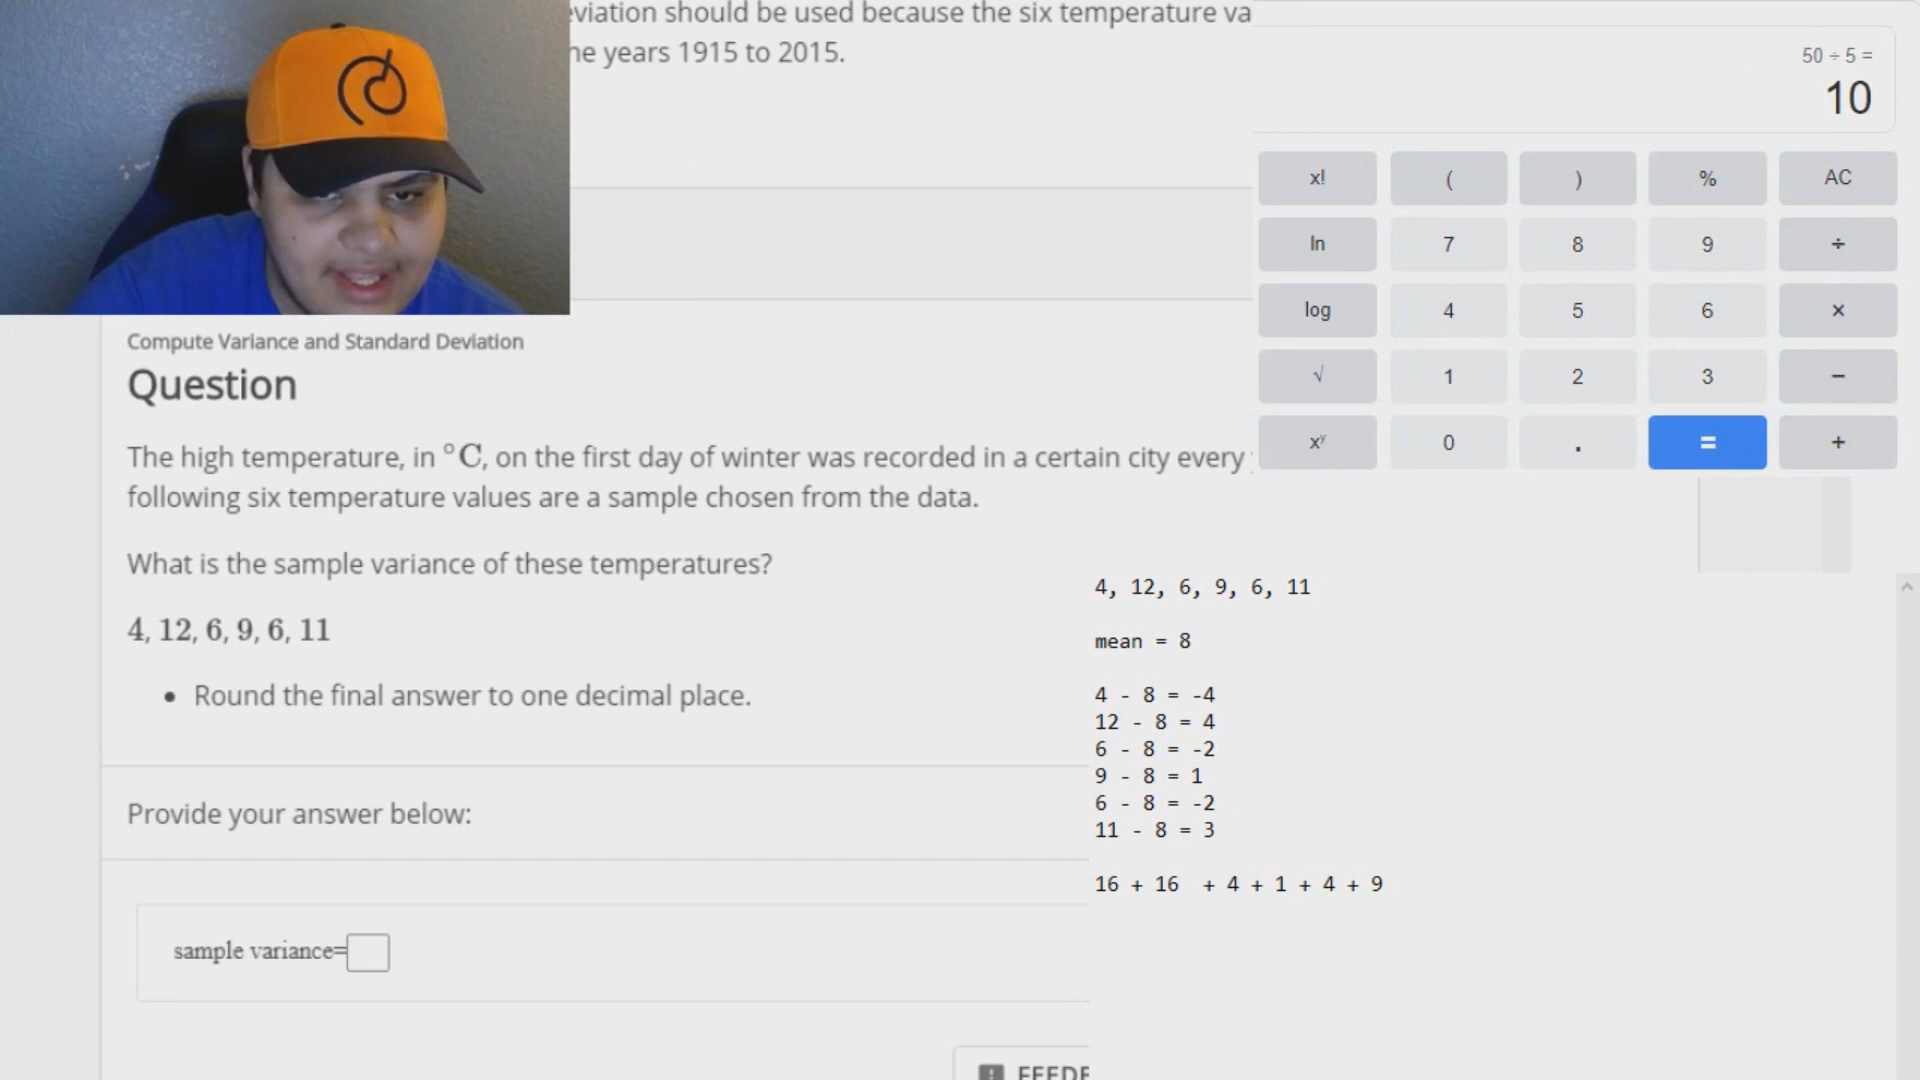 eviation should be used because the six temperature va
he years 1915 to 2015.
50 ÷ 5 =
10
x! ( ) % AC
ln 7 8 9 ÷
log 4 5 6 ×
√ 1 2 3 −
xʸ 0 . = +
Compute Variance and Standard Deviation
Question
The high temperature, in °C, on the first day of winter was recorded in a certain city every
following six temperature values are a sample chosen from the data.
What is the sample variance of these temperatures?
4, 12, 6, 9, 6, 11
• Round the final answer to one decimal place.
Provide your answer below:
sample variance=
FEEDB
4, 12, 6, 9, 6, 11
mean = 8
4 - 8 = -4
12 - 8 = 4
6 - 8 = -2
9 - 8 = 1
6 - 8 = -2
11 - 8 = 3
16 + 16  + 4 + 1 + 4 + 9